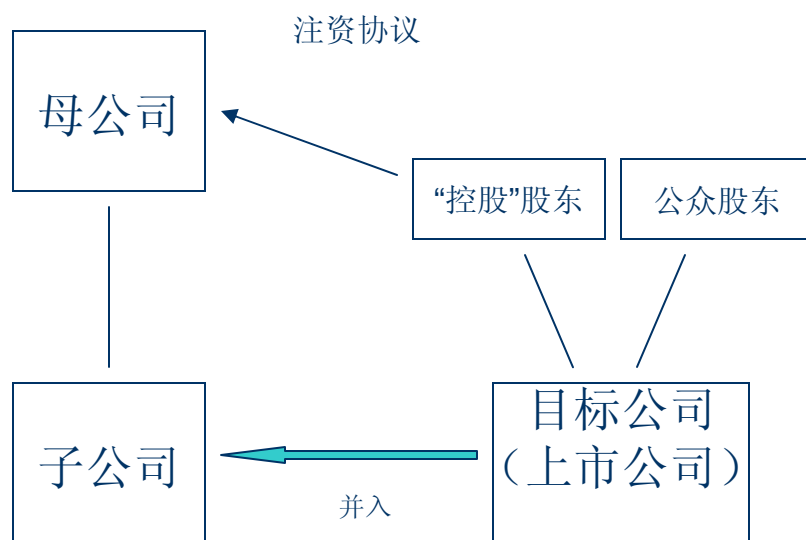 注资协议
母公司
“控股”股东
公众股东
目标公司
（上市公司）
子公司
并入